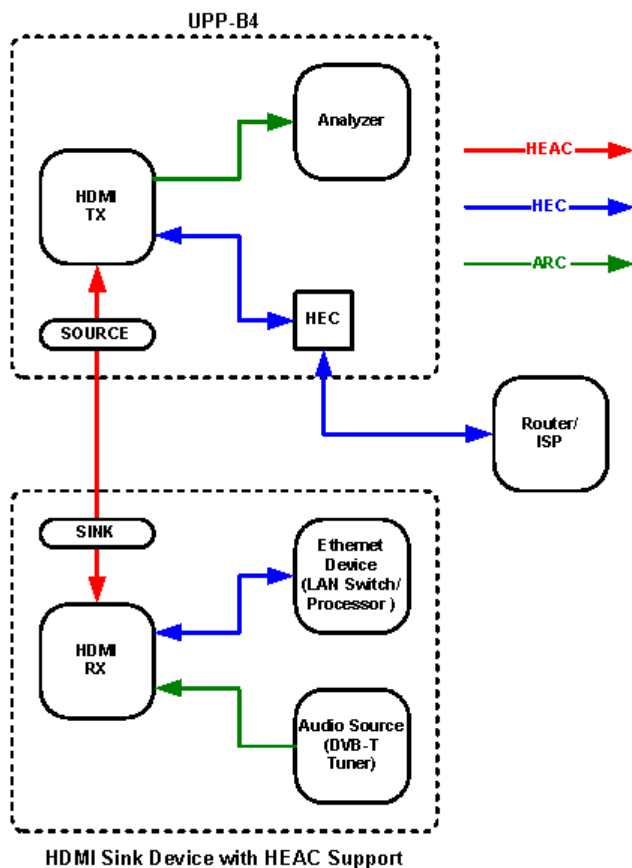 UPP-B4
Analyzer
HEAC
HDMI
TX
HEC
ARC
SOURCE
HEC
Router/
ISP
SINK
Ethernet
Device
(LAN Switch/
Processor )
HDMI
RX
Audio Source
(DVB-T
Tuner)
HDMI Sink Device with HEAC Support